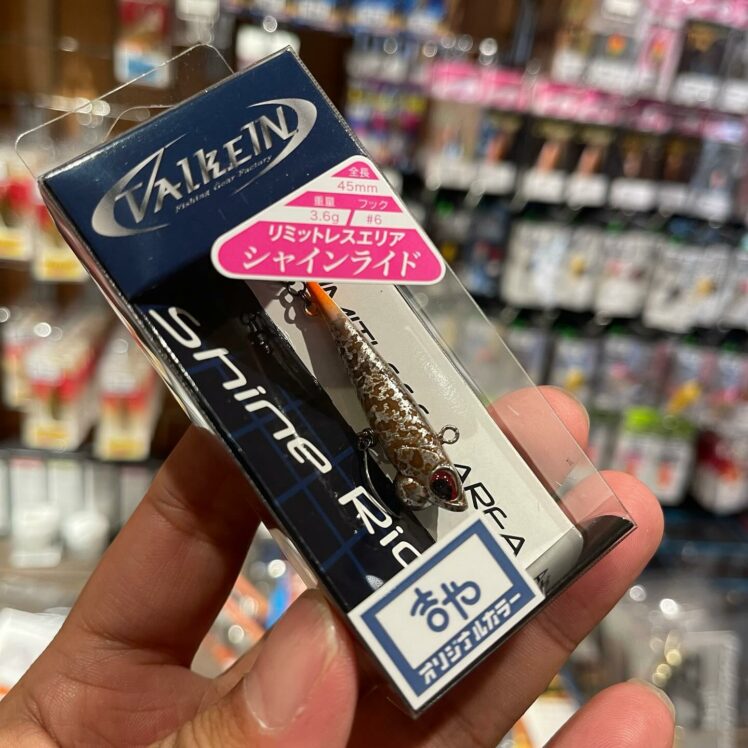 VALKEIN
Fishing Gear Factory
全長
45mm
重量 フック
3.6g #6
リミットレスエリア
シャインライド
Shine Rid
AREA
吉や
オリジナルカラー